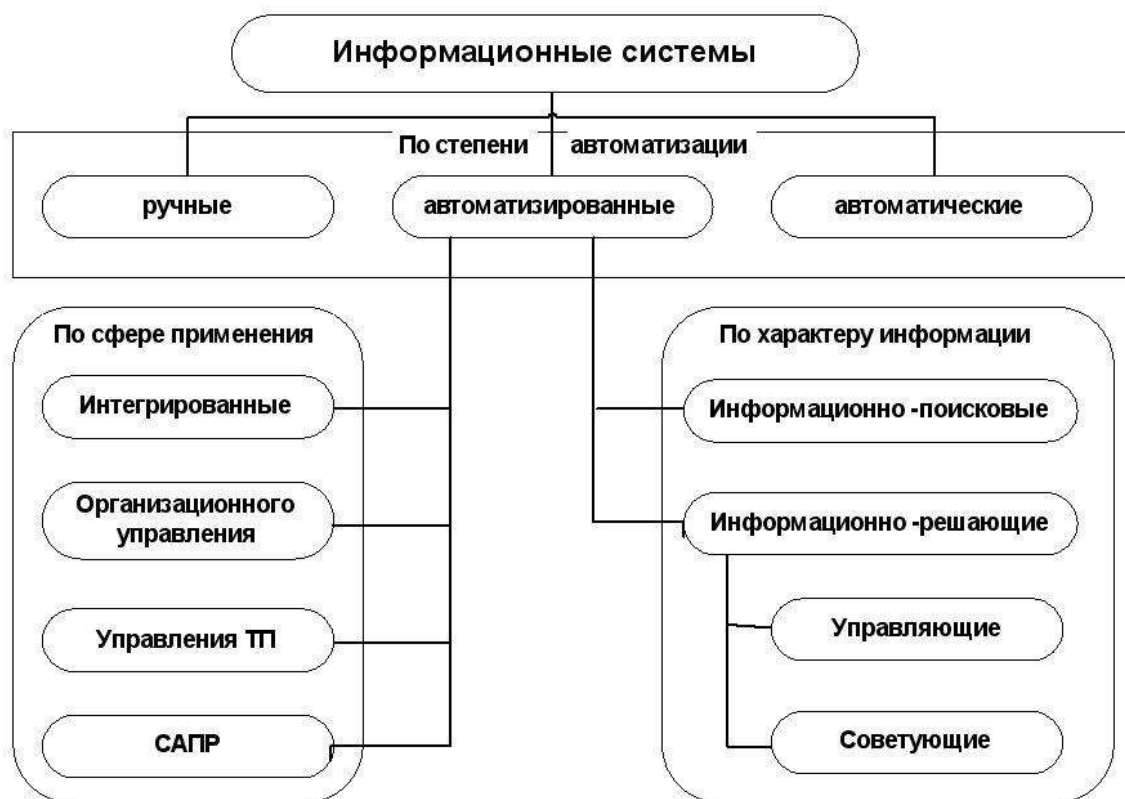 Информационные системы
По степени автоматизации
ручные
автоматизированные
автоматические
По сфере применения
Интегрированные
Организационного
управления
Управления ТП
САПР
По характеру информации
Информационно -поисковые
Информационно -решающие
Управляющие
Советующие